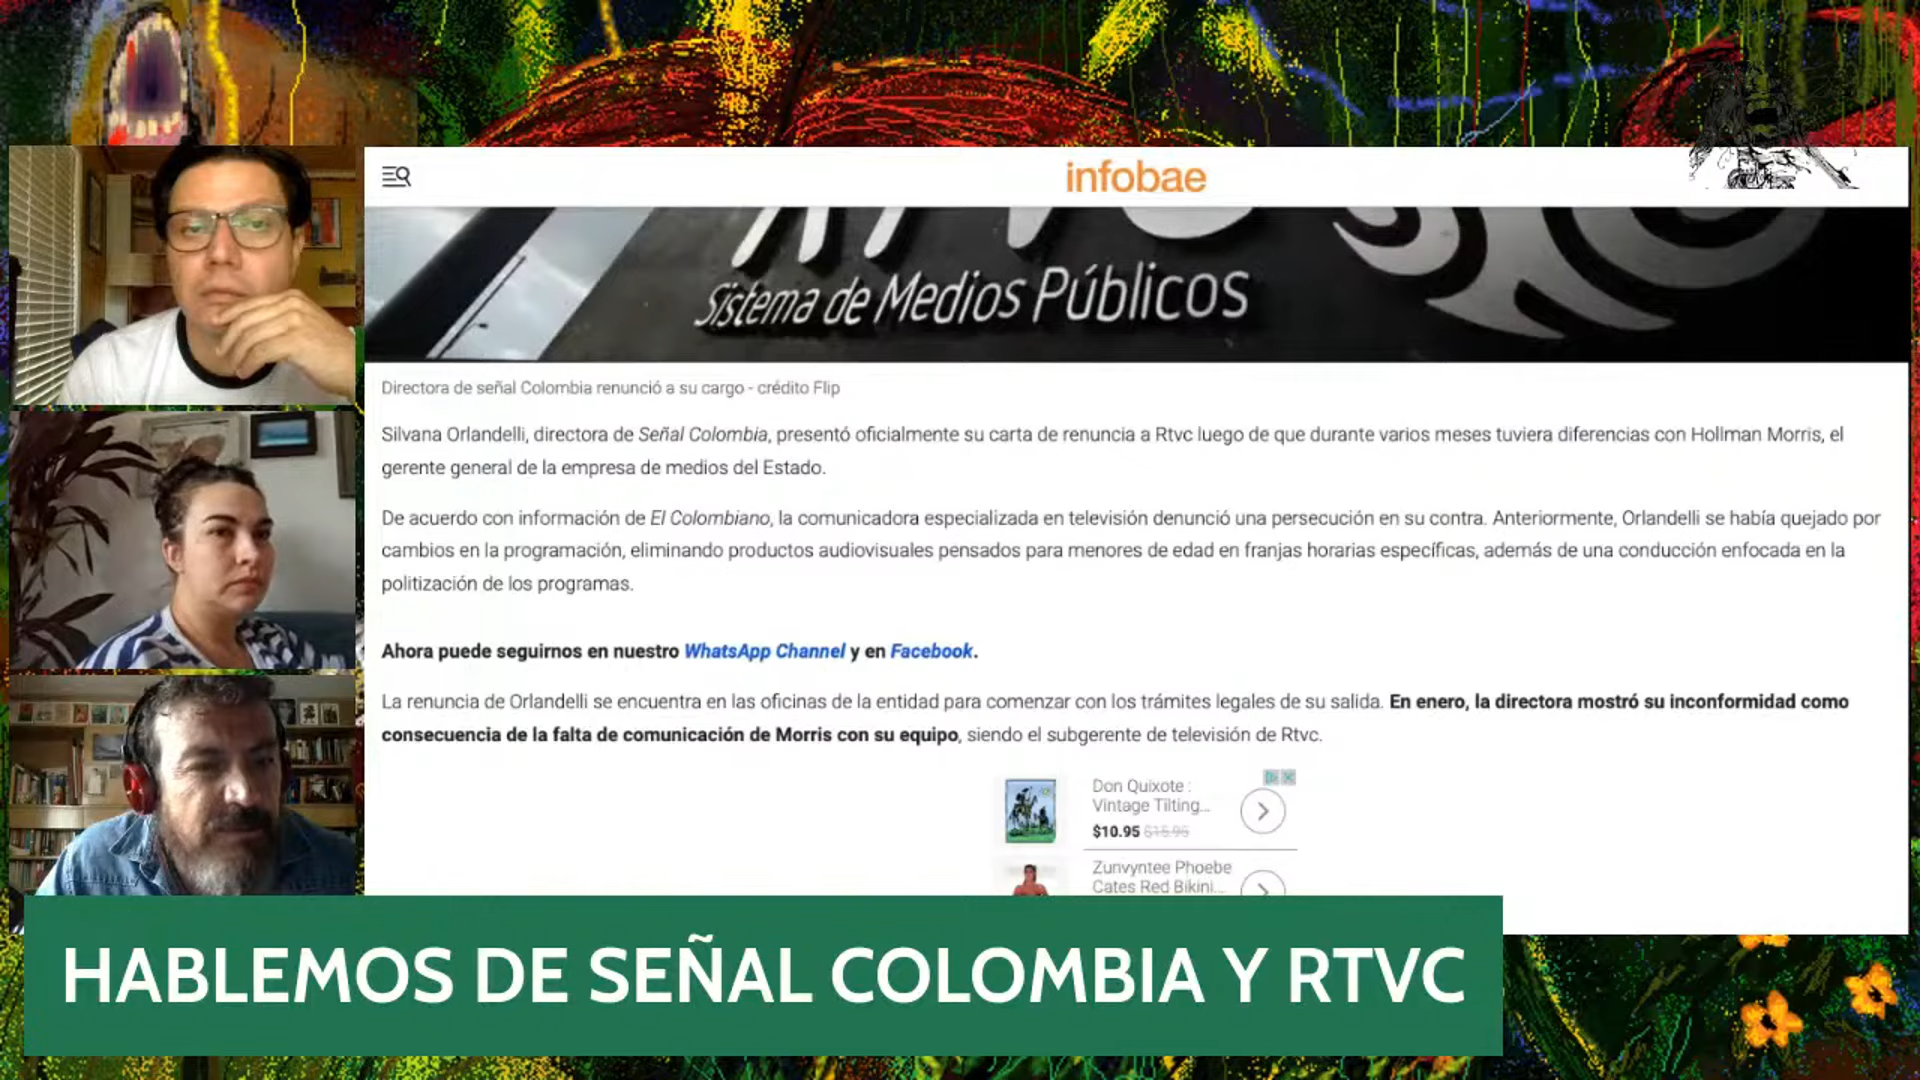 infobae
Sistema de Medios Públicos
Directora de señal Colombia renunció a su cargo - crédito Flip
Silvana Orlandelli, directora de Señal Colombia, presentó oficialmente su carta de renuncia a Rtvc luego de que durante varios meses tuviera diferencias con Hollman Morris, el
gerente general de la empresa de medios del Estado.
De acuerdo con información de El Colombiano, la comunicadora especializada en televisión denunció una persecución en su contra. Anteriormente, Orlandelli se había quejado por
cambios en la programación, eliminando productos audiovisuales pensados para menores de edad en franjas horarias específicas, además de una conducción enfocada en la
politización de los programas.
Ahora puede seguirnos en nuestro WhatsApp Channel y en Facebook.
La renuncia de Orlandelli se encuentra en las oficinas de la entidad para comenzar con los trámites legales de su salida. En enero, la directora mostró su inconformidad como
consecuencia de la falta de comunicación de Morris con su equipo, siendo el subgerente de televisión de Rtvc.
Don Quixote :
Vintage Tilting...
$10.95 $15.95
Zunvyntee Phoebe
Cates Red Bikini...
HABLEMOS DE SEÑAL COLOMBIA Y RTVC